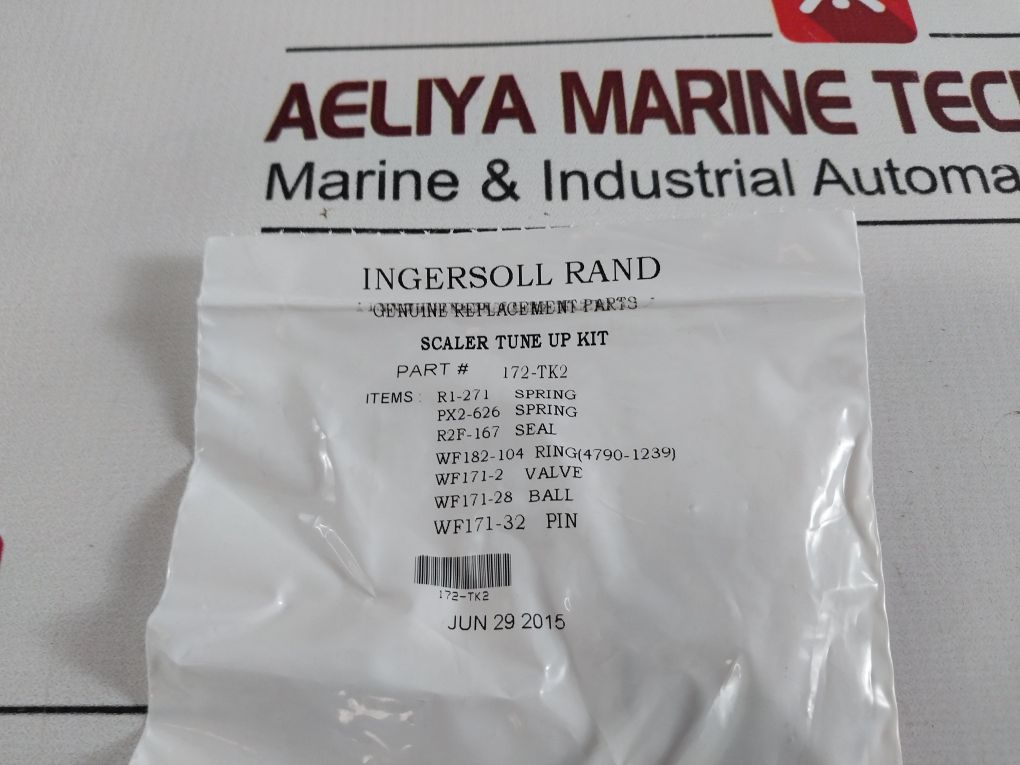 AELIYA MARINE TEC
Marine & Industrial Automa
INGERSOLL RAND
GENUINE REPLACEMENT PARTS
SCALER TUNE UP KIT
PART # 172-TK2
ITEMS: R1-271 SPRING
PX2-626 SPRING
R2F-167 SEAL
WF182-104 RING(4790-1239)
WF171-2 VALVE
WF171-28 BALL
WF171-32 PIN
172-TK2
JUN 29 2015